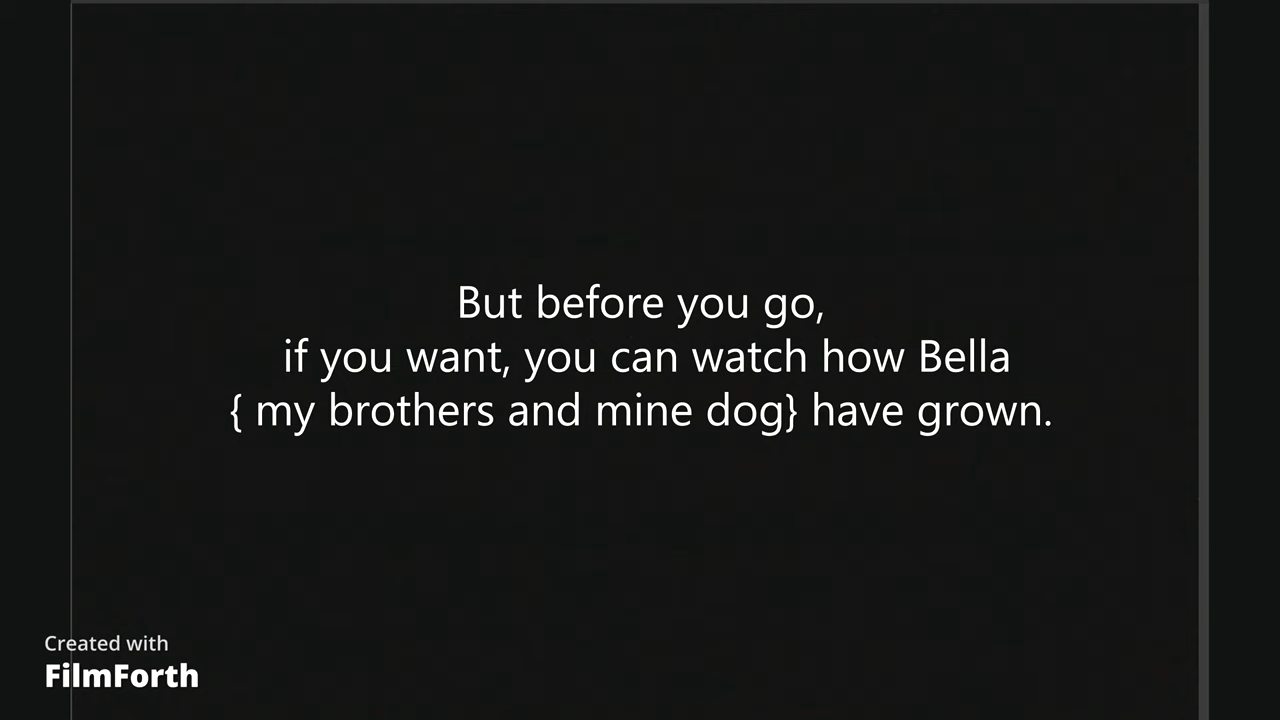 But before you go,
if you want, you can watch how Bella
{ my brothers and mine dog} have grown.
Created with
FilmForth